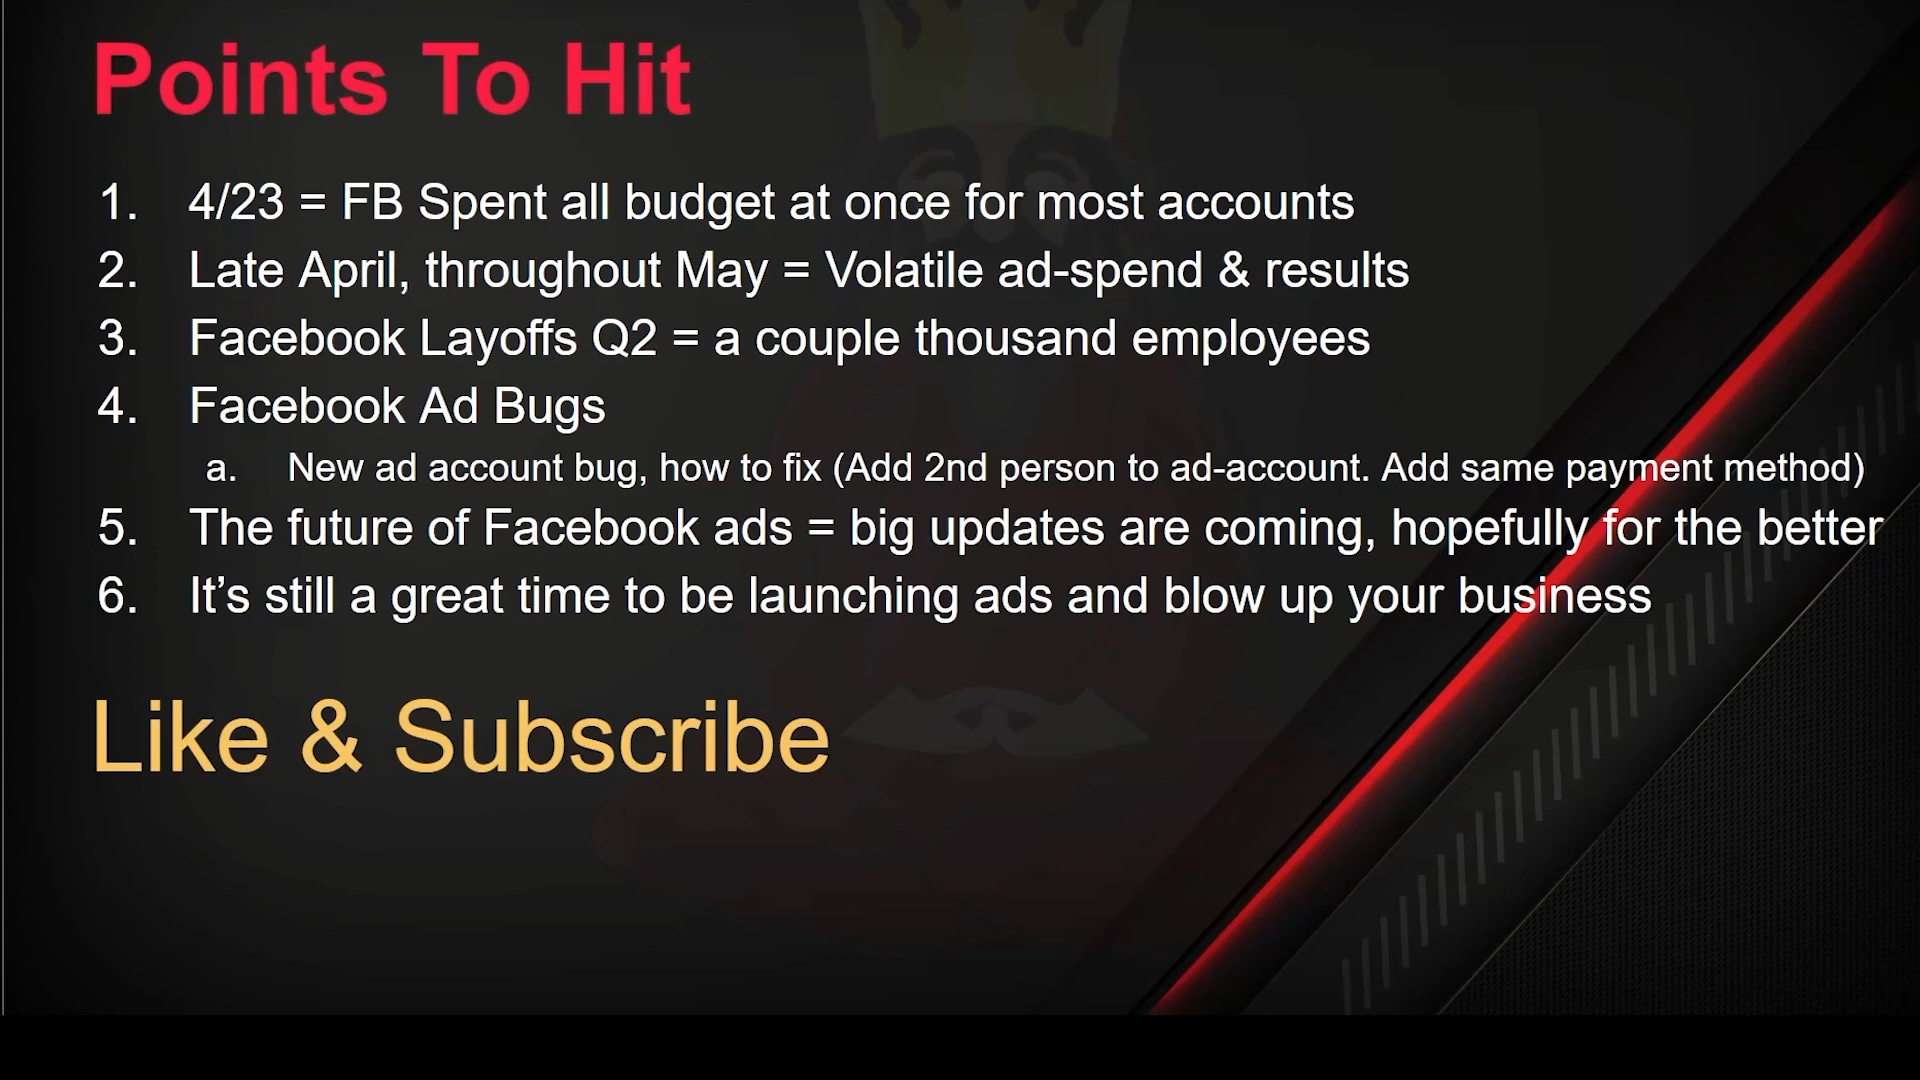 Points To Hit
1. 4/23 = FB Spent all budget at once for most accounts
2. Late April, throughout May = Volatile ad-spend & results
3. Facebook Layoffs Q2 = a couple thousand employees
4. Facebook Ad Bugs
a. New ad account bug, how to fix (Add 2nd person to ad-account. Add same payment method)
5. The future of Facebook ads = big updates are coming, hopefully for the better
6. It’s still a great time to be launching ads and blow up your business
Like & Subscribe